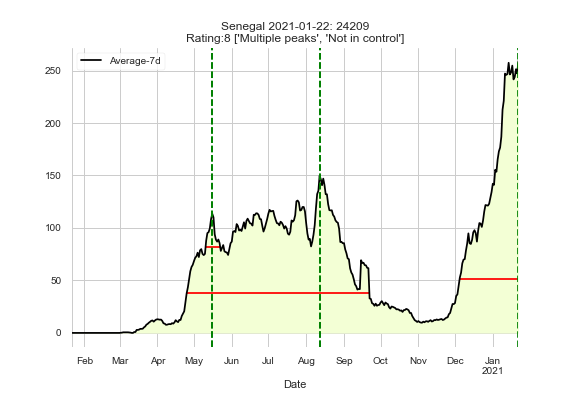 Senegal 2021-01-22: 24209
Rating:8 ['Multiple peaks', 'Not in control']
Average-7d
250
200
150
100
50
0
Feb Mar Apr May Jun Jul Aug Sep Oct Nov Dec Jan
2021
Date